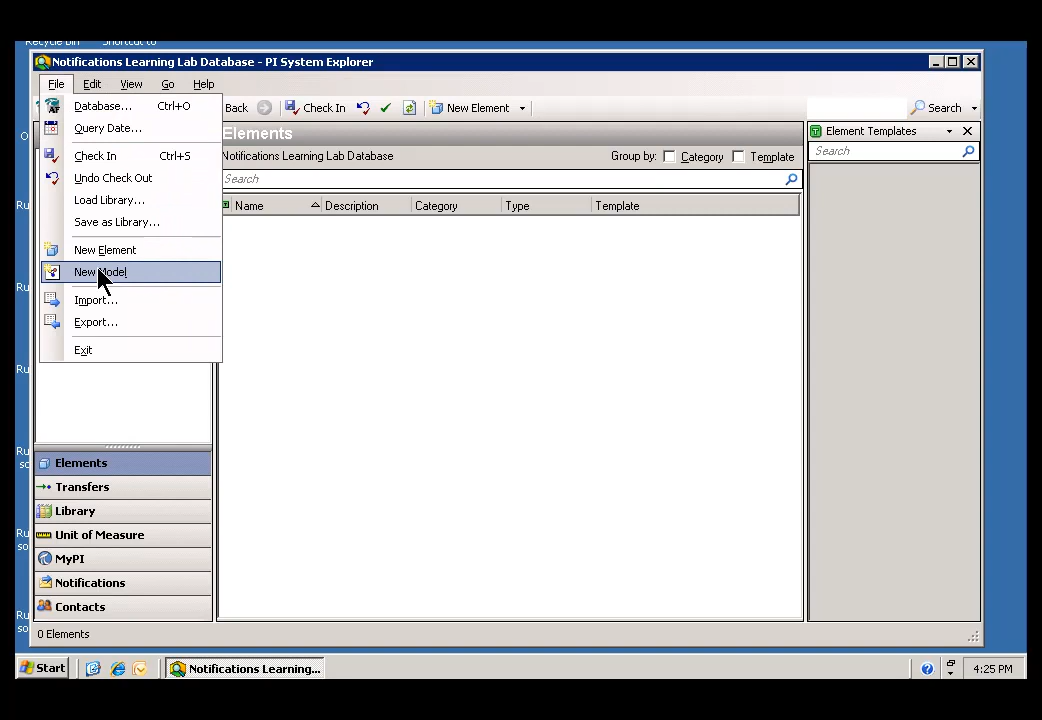 Recycle Bin Shortcut to
Notifications Learning Lab Database - PI System Explorer
File Edit View Go Help
Back Check In New Element Search
Database... Ctrl+O
Query Date...
Check In Ctrl+S
Undo Check Out
Load Library...
Save as Library...
New Element
New Model
Import...
Export...
Exit
Elements
Notifications Learning Lab Database Group by: Category Template
Search
Name Description Category Type Template
Element Templates
Search
Elements
Transfers
Library
Unit of Measure
MyPI
Notifications
Contacts
0 Elements
Start Notifications Learning... 4:25 PM